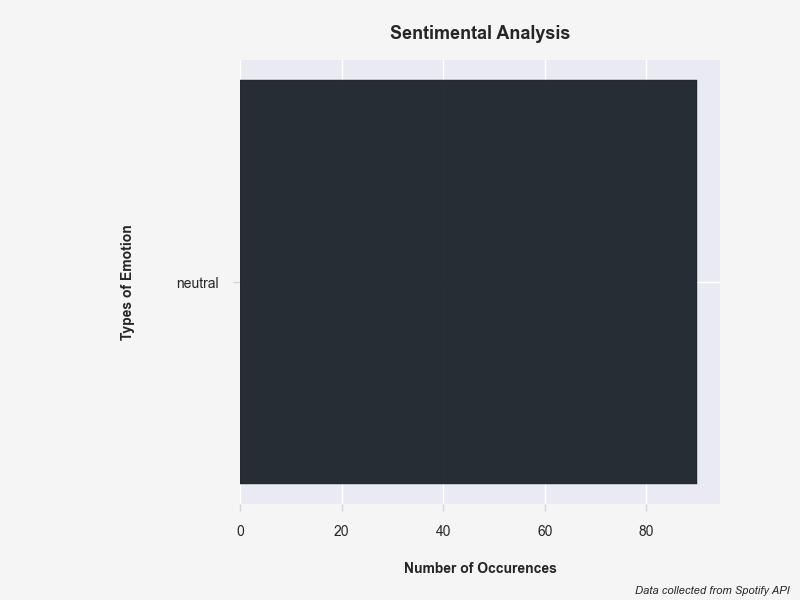 Sentimental Analysis
Types of Emotion
neutral
0 20 40 60 80
Number of Occurences
Data collected from Spotify API